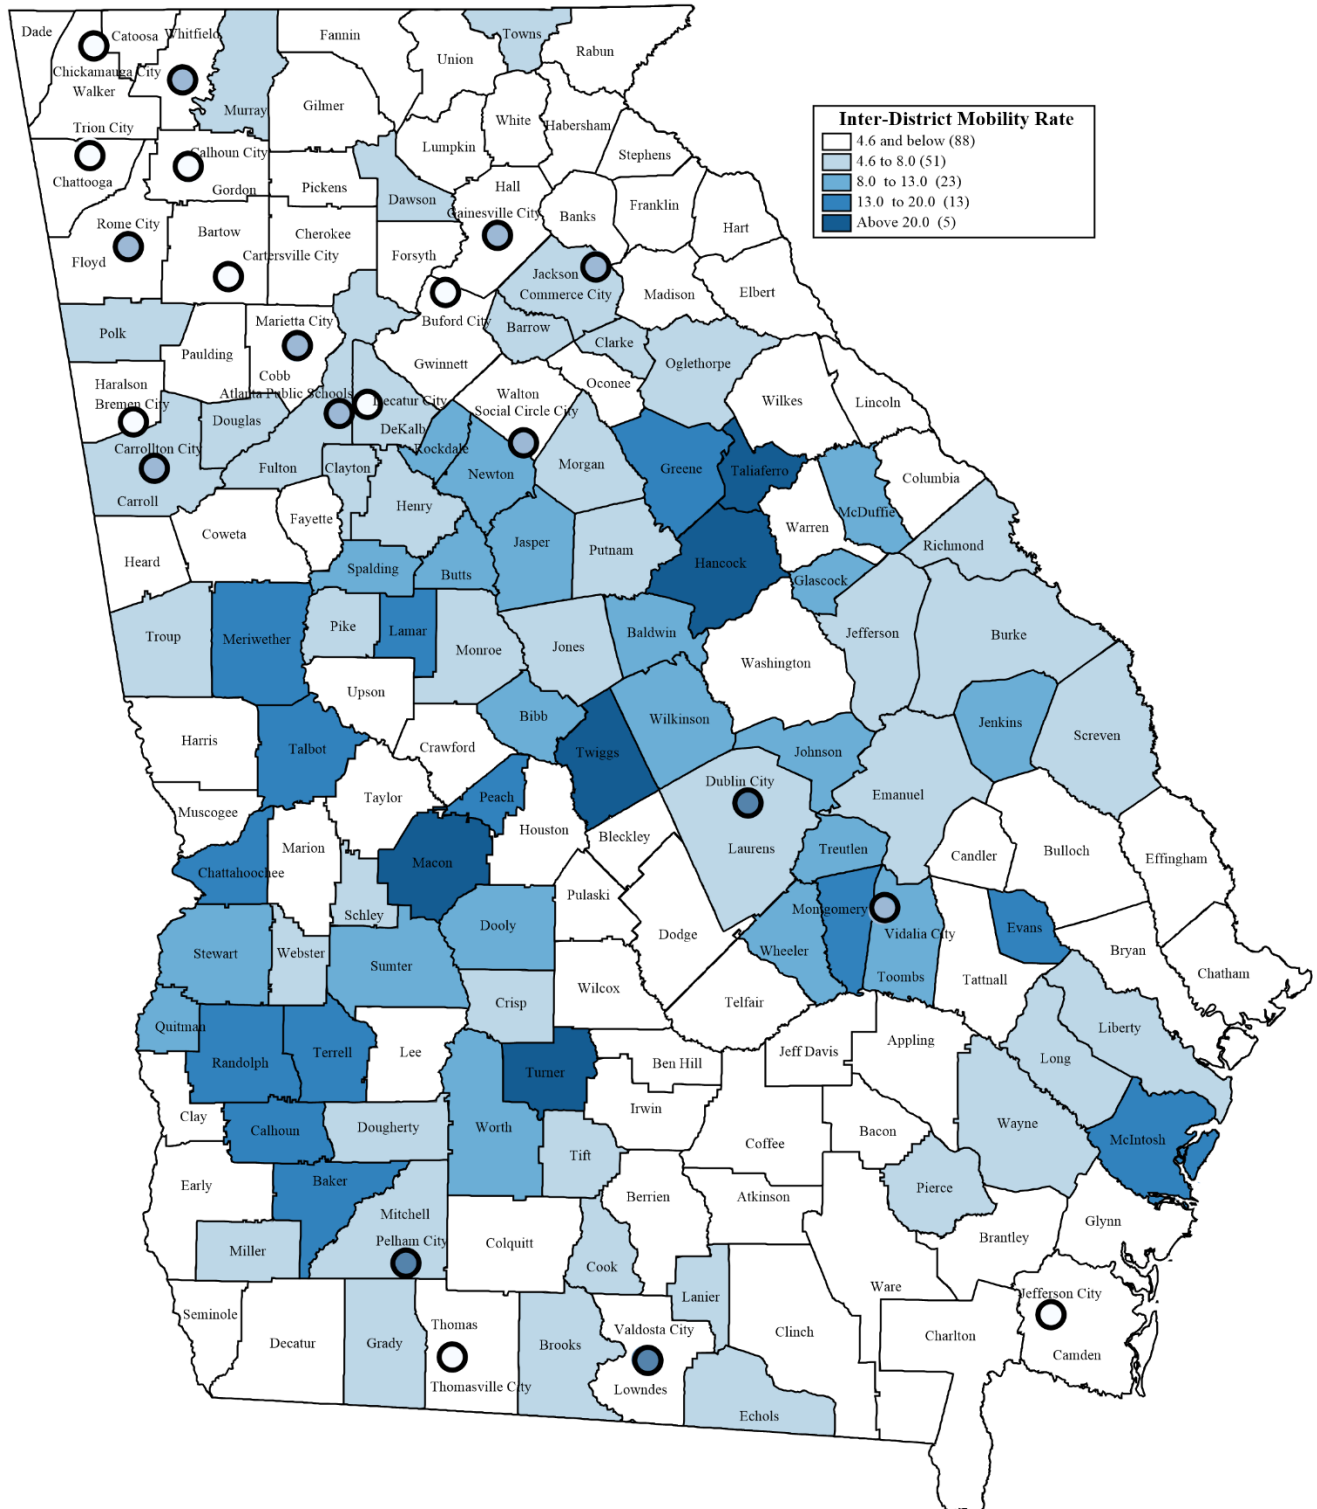 Dade
Catoosa
Whitfield
Fannin
Towns
Union
Rabun
Chickamauga City
Walker
Murray
Gilmer
White
Habersham
Trion City
Lumpkin
Stephens
Calhoun City
Chattooga
Gordon
Pickens
Dawson
Hall
Franklin
Gainesville City
Banks
Hart
Rome City
Bartow
Cherokee
Cartersville City
Forsyth
Floyd
Jackson
Commerce City
Madison
Elbert
Inter-District Mobility Rate
4.6 and below (88)
4.6 to 8.0 (51)
8.0 to 13.0 (23)
13.0 to 20.0 (13)
Above 20.0 (5)
Polk
Marietta City
Buford City
Barrow
Clarke
Paulding
Gwinnett
Oglethorpe
Haralson
Bremen City
Cobb
Atlanta Public Schools
Decatur City
Walton
Social Circle City
Oconee
Wilkes
Lincoln
Douglas
DeKalb
Rockdale
Carrollton City
Carroll
Fulton
Clayton
Newton
Morgan
Greene
Taliaferro
Columbia
Henry
McDuffie
Coweta
Fayette
Warren
Richmond
Heard
Spalding
Butts
Jasper
Putnam
Hancock
Glascock
Troup
Meriwether
Pike
Lamar
Monroe
Jones
Baldwin
Washington
Jefferson
Burke
Upson
Harris
Talbot
Crawford
Bibb
Twiggs
Wilkinson
Johnson
Jenkins
Screven
Muscogee
Taylor
Peach
Houston
Bleckley
Dublin City
Laurens
Emanuel
Treutlen
Candler
Bulloch
Effingham
Chattahoochee
Marion
Macon
Schley
Pulaski
Dodge
Montgomery
Vidalia City
Toombs
Evans
Bryan
Chatham
Stewart
Webster
Sumter
Dooly
Wheeler
Tattnall
Crisp
Wilcox
Telfair
Quitman
Randolph
Terrell
Lee
Turner
Ben Hill
Jeff Davis
Appling
Long
Liberty
Clay
Calhoun
Dougherty
Worth
Irwin
Coffee
Bacon
Wayne
McIntosh
Tift
Early
Baker
Mitchell
Pelham City
Berrien
Atkinson
Pierce
Glynn
Miller
Colquitt
Cook
Brantley
Lanier
Ware
Jefferson City
Camden
Seminole
Decatur
Grady
Thomas
Thomasville City
Brooks
Valdosta City
Lowndes
Clinch
Charlton
Echols